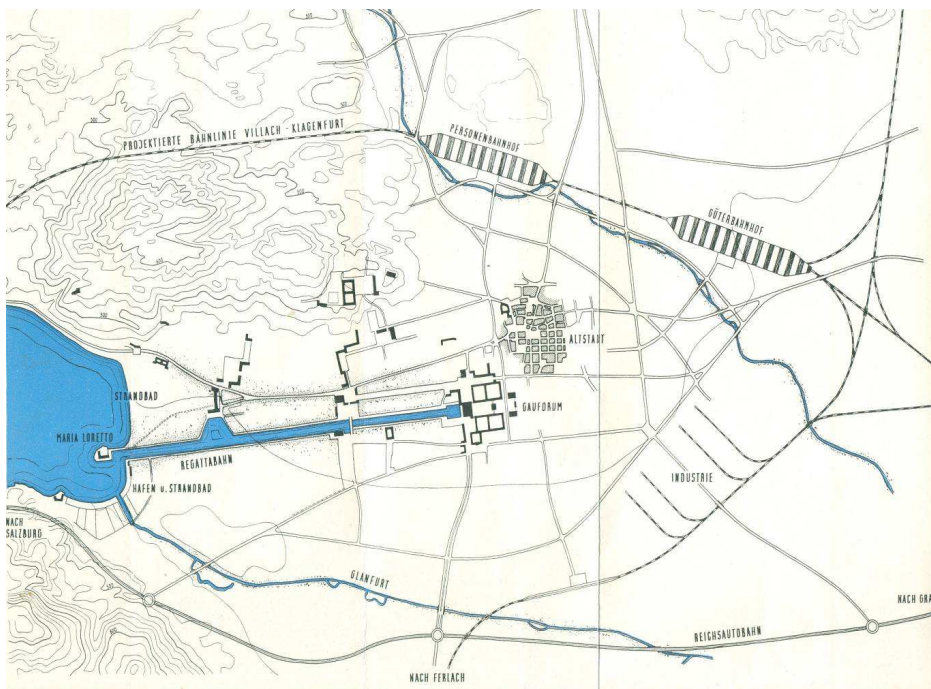 PROJEKTIERTE BAHNLINIE VILLACH - KLAGENFURT
PERSONENBAHNHOF
GÜTERBAHNHOF
ALTSTADT
STRANDBAD
GAUFORUM
MARIA LORETTO
REGATTABAHN
HAFEN u. STRANDBAD
INDUSTRIE
NACH
SALZBURG
GLANFURT
NACH GRA
REICHSAUTOBAHN
NACH FERLACH